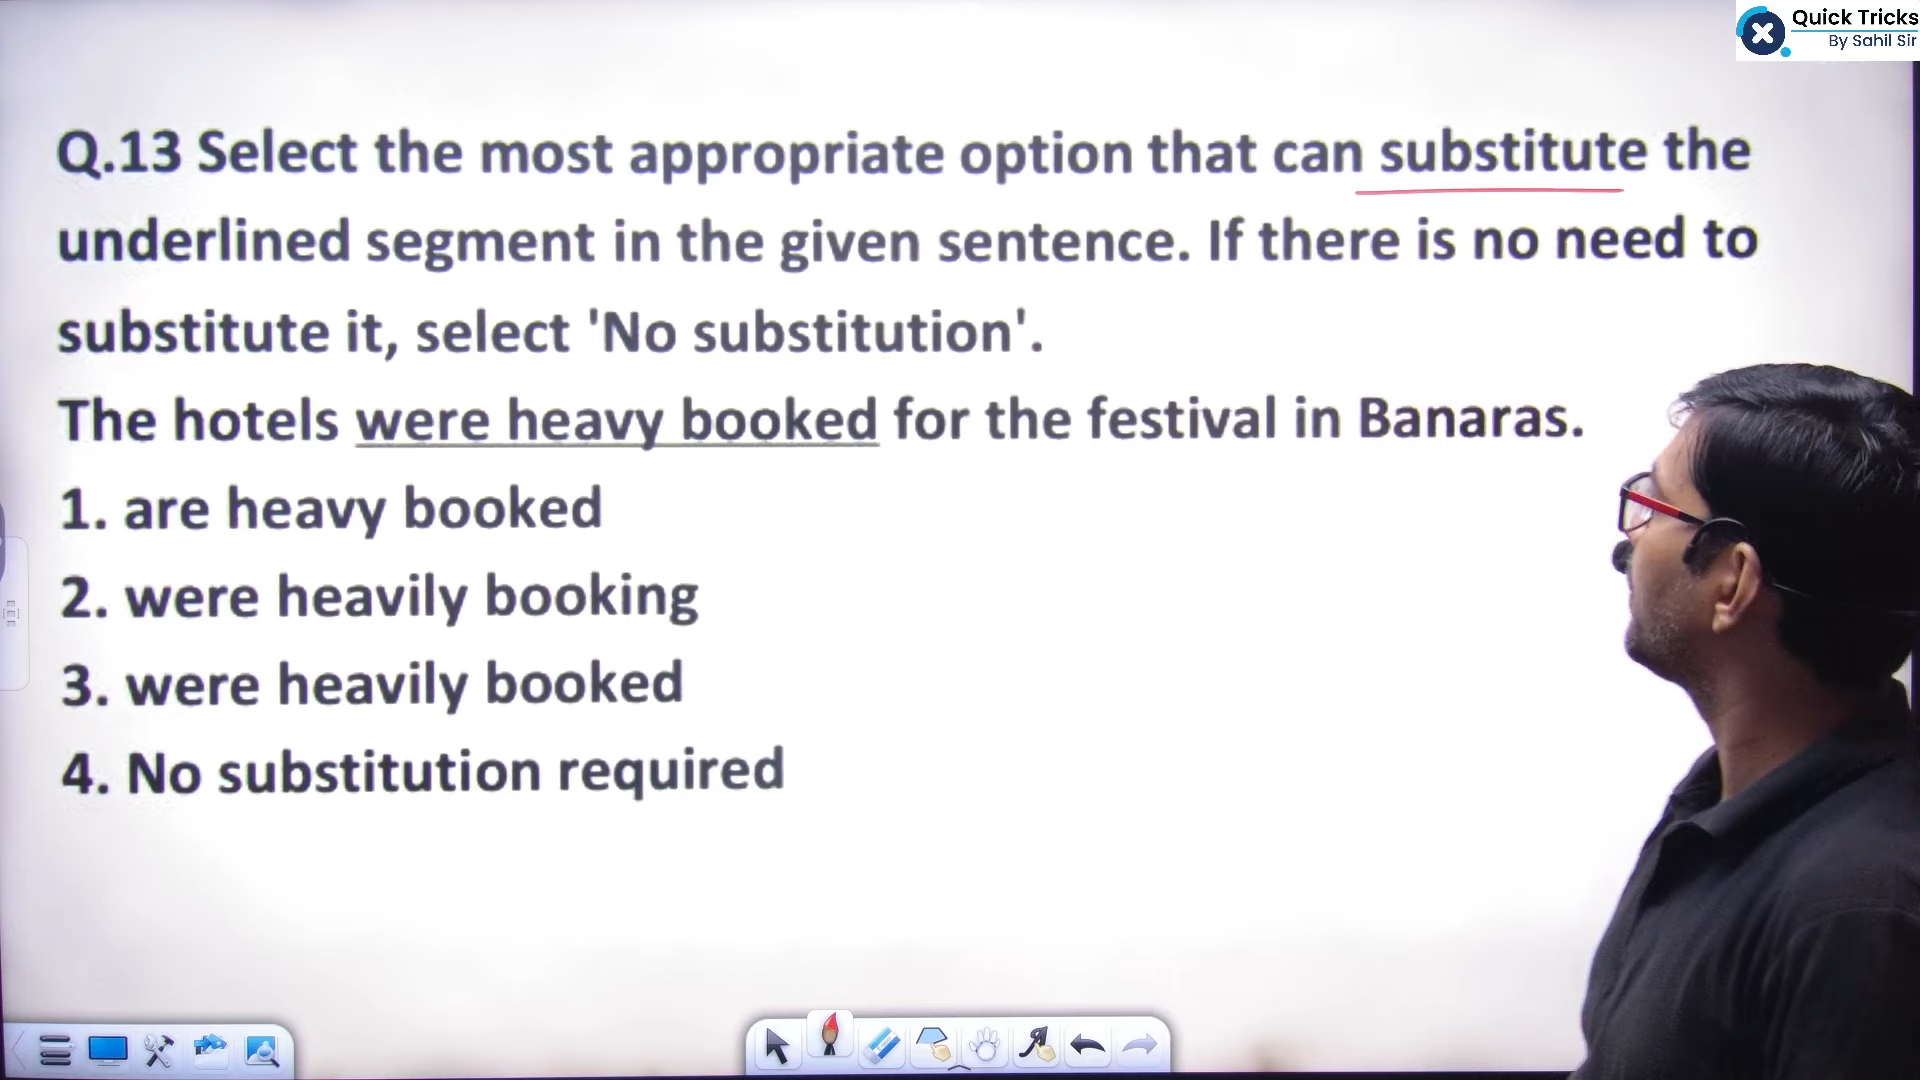 Quick Tricks
By Sahil Sir
Q.13 Select the most appropriate option that can substitute the
underlined segment in the given sentence. If there is no need to
substitute it, select 'No substitution'.
The hotels were heavy booked for the festival in Banaras.
1. are heavy booked
2. were heavily booking
3. were heavily booked
4. No substitution required